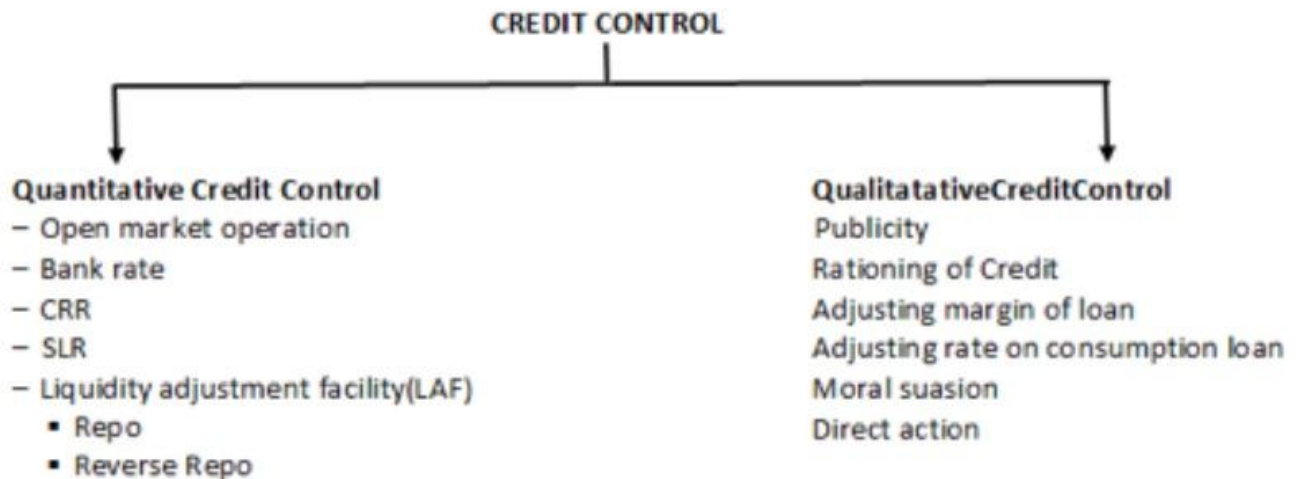 CREDIT CONTROL
Quantitative Credit Control
– Open market operation
– Bank rate
– CRR
– SLR
– Liquidity adjustment facility(LAF)
▪ Repo
▪ Reverse Repo
QualitatativeCreditControl
Publicity
Rationing of Credit
Adjusting margin of loan
Adjusting rate on consumption loan
Moral suasion
Direct action